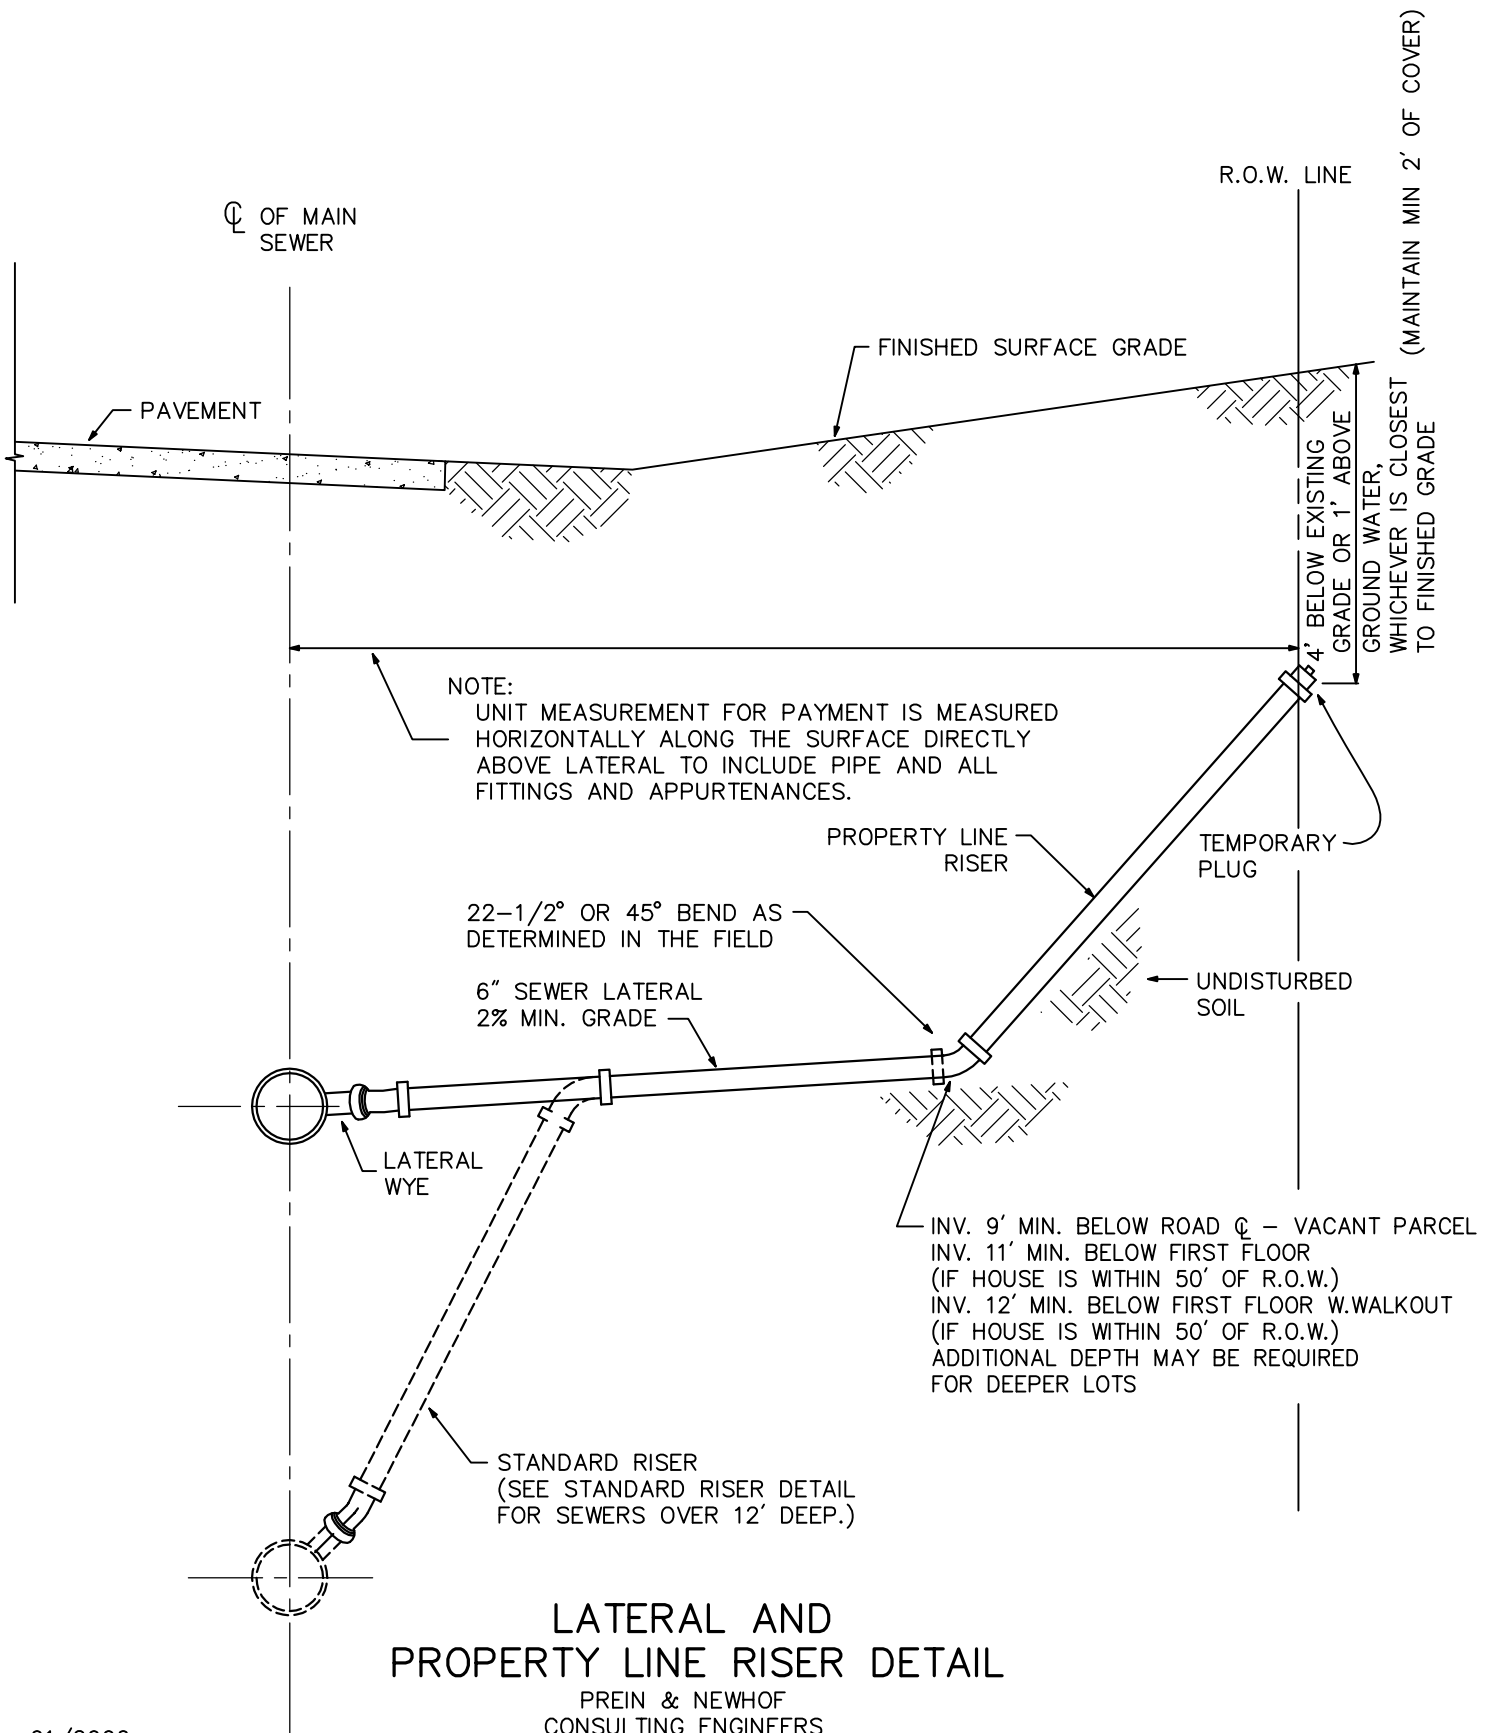 (MAINTAIN MIN 2' OF COVER)
R.O.W. LINE
℄ OF MAIN
SEWER
FINISHED SURFACE GRADE
PAVEMENT
4' BELOW EXISTING
GRADE OR 1' ABOVE
GROUND WATER,
WHICHEVER IS CLOSEST
TO FINISHED GRADE
NOTE:
UNIT MEASUREMENT FOR PAYMENT IS MEASURED
HORIZONTALLY ALONG THE SURFACE DIRECTLY
ABOVE LATERAL TO INCLUDE PIPE AND ALL
FITTINGS AND APPURTENANCES.
PROPERTY LINE
RISER
TEMPORARY
PLUG
22-1/2° OR 45° BEND AS
DETERMINED IN THE FIELD
6" SEWER LATERAL
2% MIN. GRADE
UNDISTURBED
SOIL
LATERAL
WYE
INV. 9' MIN. BELOW ROAD ℄ - VACANT PARCEL
INV. 11' MIN. BELOW FIRST FLOOR
(IF HOUSE IS WITHIN 50' OF R.O.W.)
INV. 12' MIN. BELOW FIRST FLOOR W.WALKOUT
(IF HOUSE IS WITHIN 50' OF R.O.W.)
ADDITIONAL DEPTH MAY BE REQUIRED
FOR DEEPER LOTS
STANDARD RISER
(SEE STANDARD RISER DETAIL
FOR SEWERS OVER 12' DEEP.)
LATERAL AND
PROPERTY LINE RISER DETAIL
PREIN & NEWHOF
CONSULTING ENGINEERS